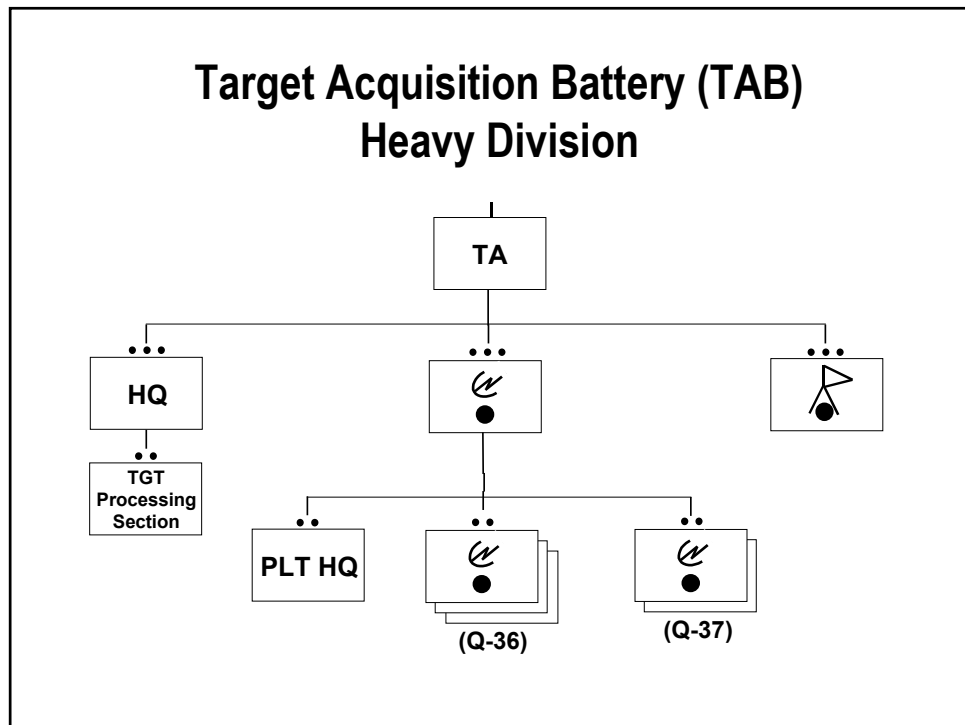 Target Acquisition Battery (TAB)
Heavy Division
TA
HQ
TGT
Processing
Section
PLT HQ
(Q-36)
(Q-37)